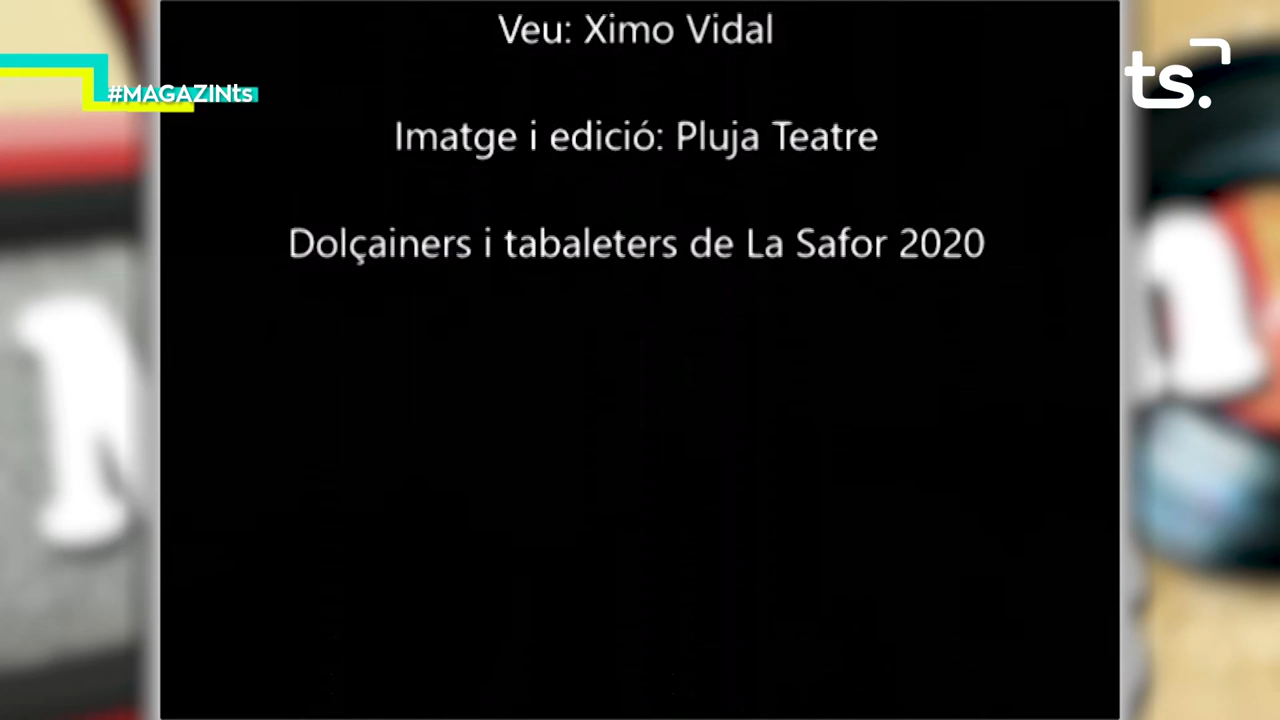 Veu: Ximo Vidal
#MAGAZINts
ts.
Imatge i edició: Pluja Teatre
Dolçainers i tabaleters de La Safor 2020